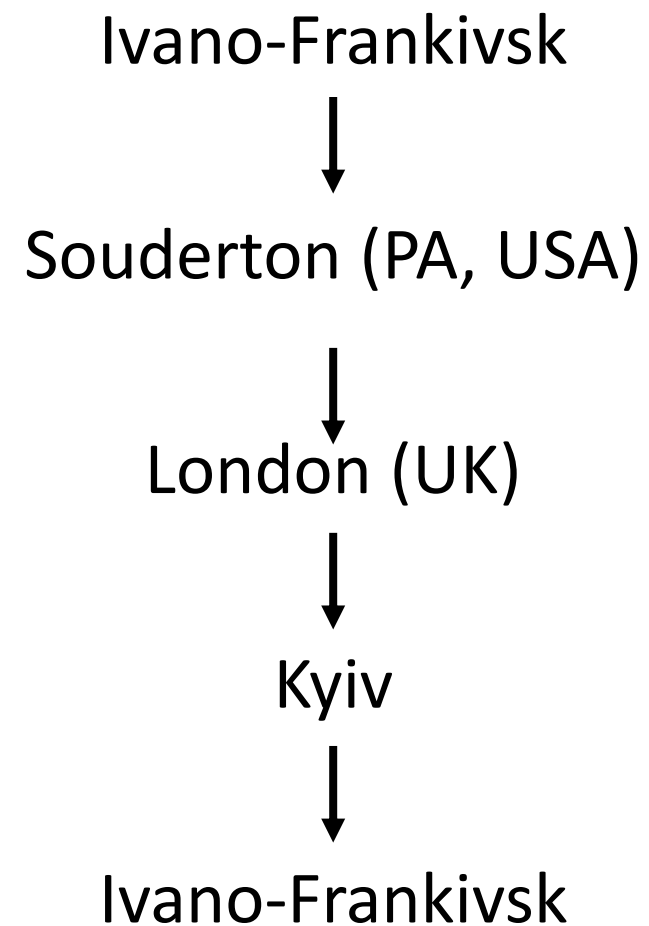 Ivano-Frankivsk
Souderton (PA, USA)
London (UK)
Kyiv
Ivano-Frankivsk